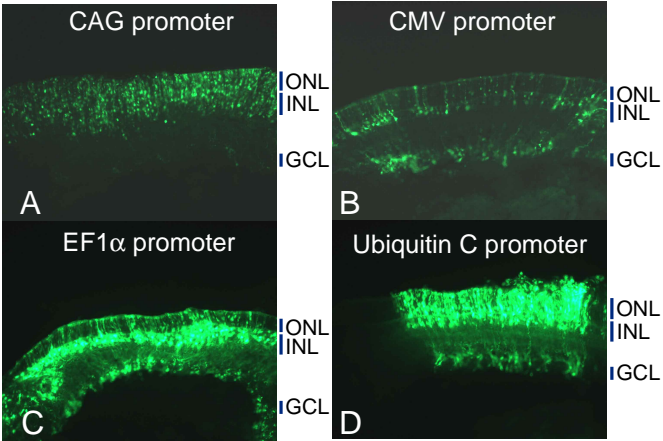 CAG promoter
ONL
INL
GCL
A
CMV promoter
ONL
INL
GCL
B
EF1α promoter
ONL
INL
GCL
C
Ubiquitin C promoter
ONL
INL
GCL
D